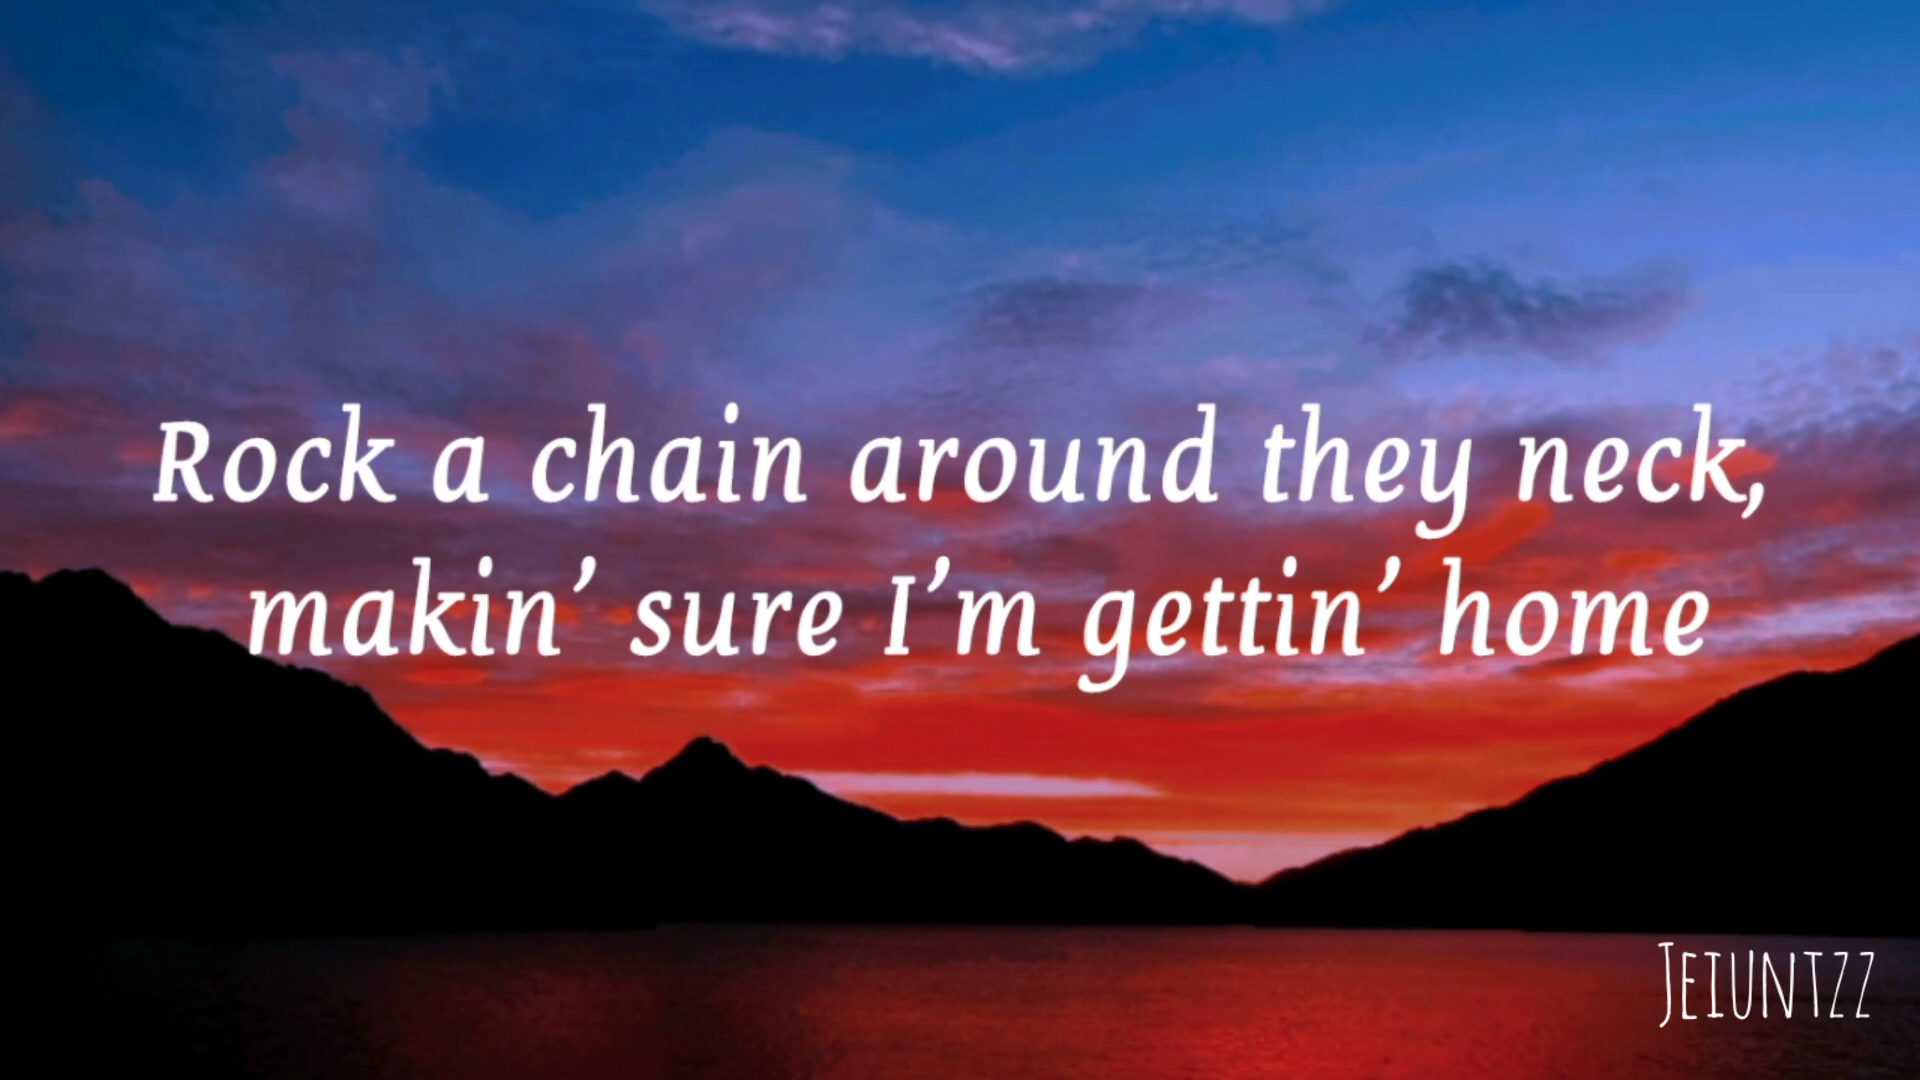 Rock a chain around they neck,
makin’ sure I’m gettin’ home
Jeiuntzz